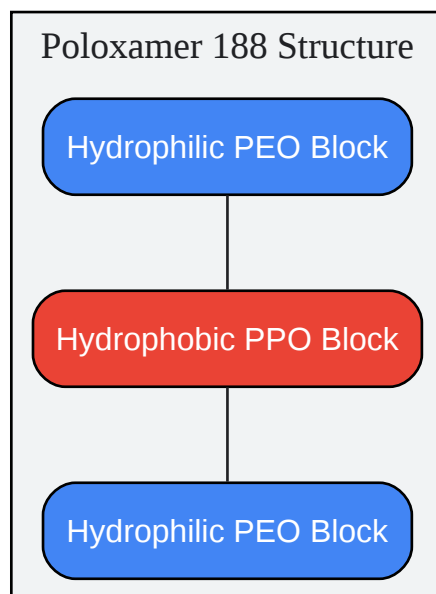 Poloxamer 188 Structure
Hydrophilic PEO Block
Hydrophobic PPO Block
Hydrophilic PEO Block